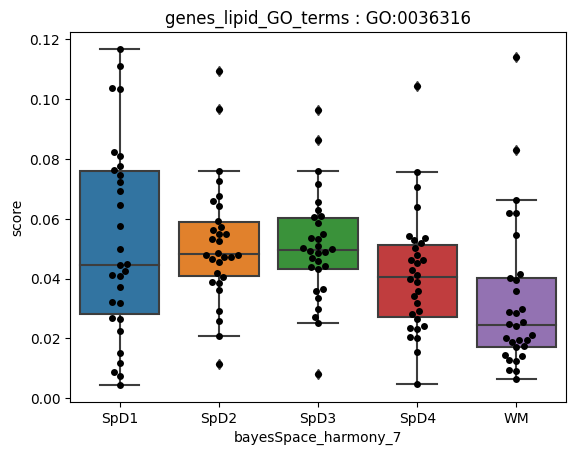 genes_lipid_GO_terms : GO:0036316
0.12
0.10
0.08
0.06
0.04
0.02
0.00
score
SpD1 SpD2 SpD3 SpD4 WM
bayesSpace_harmony_7